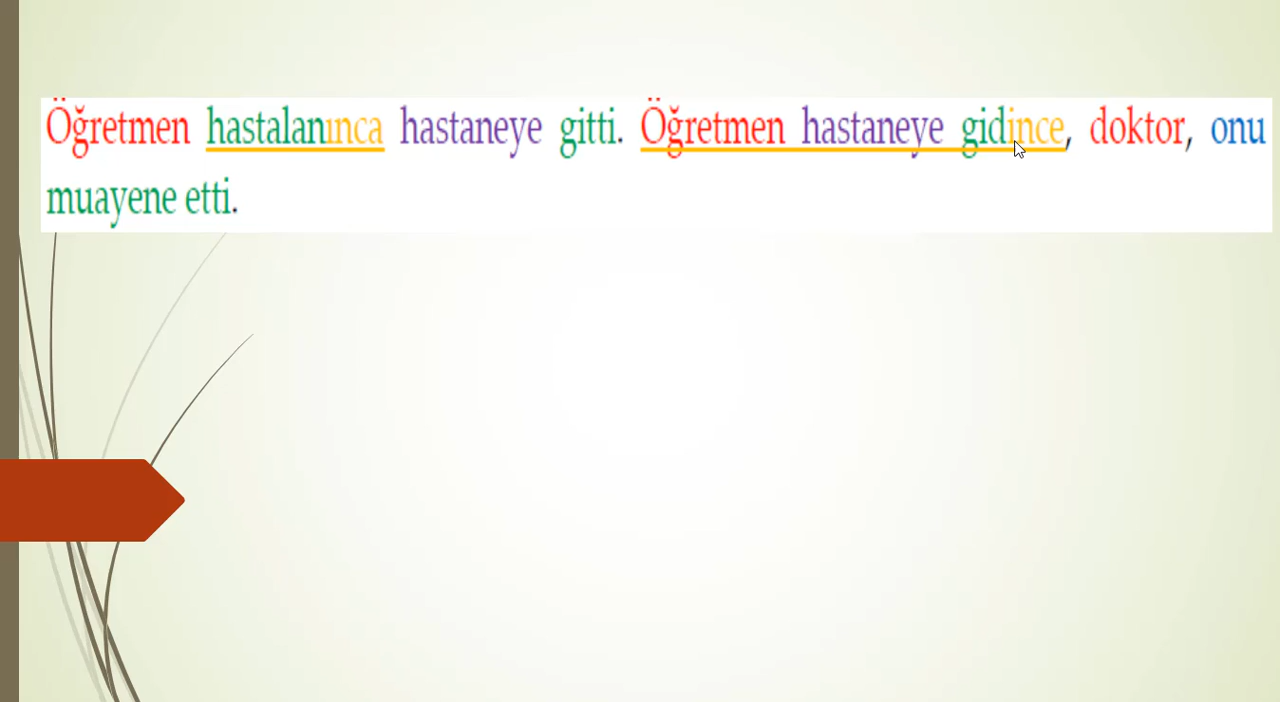 Öğretmen hastalanınca hastaneye gitti. Öğretmen hastaneye gidince, doktor, onu
muayene etti.